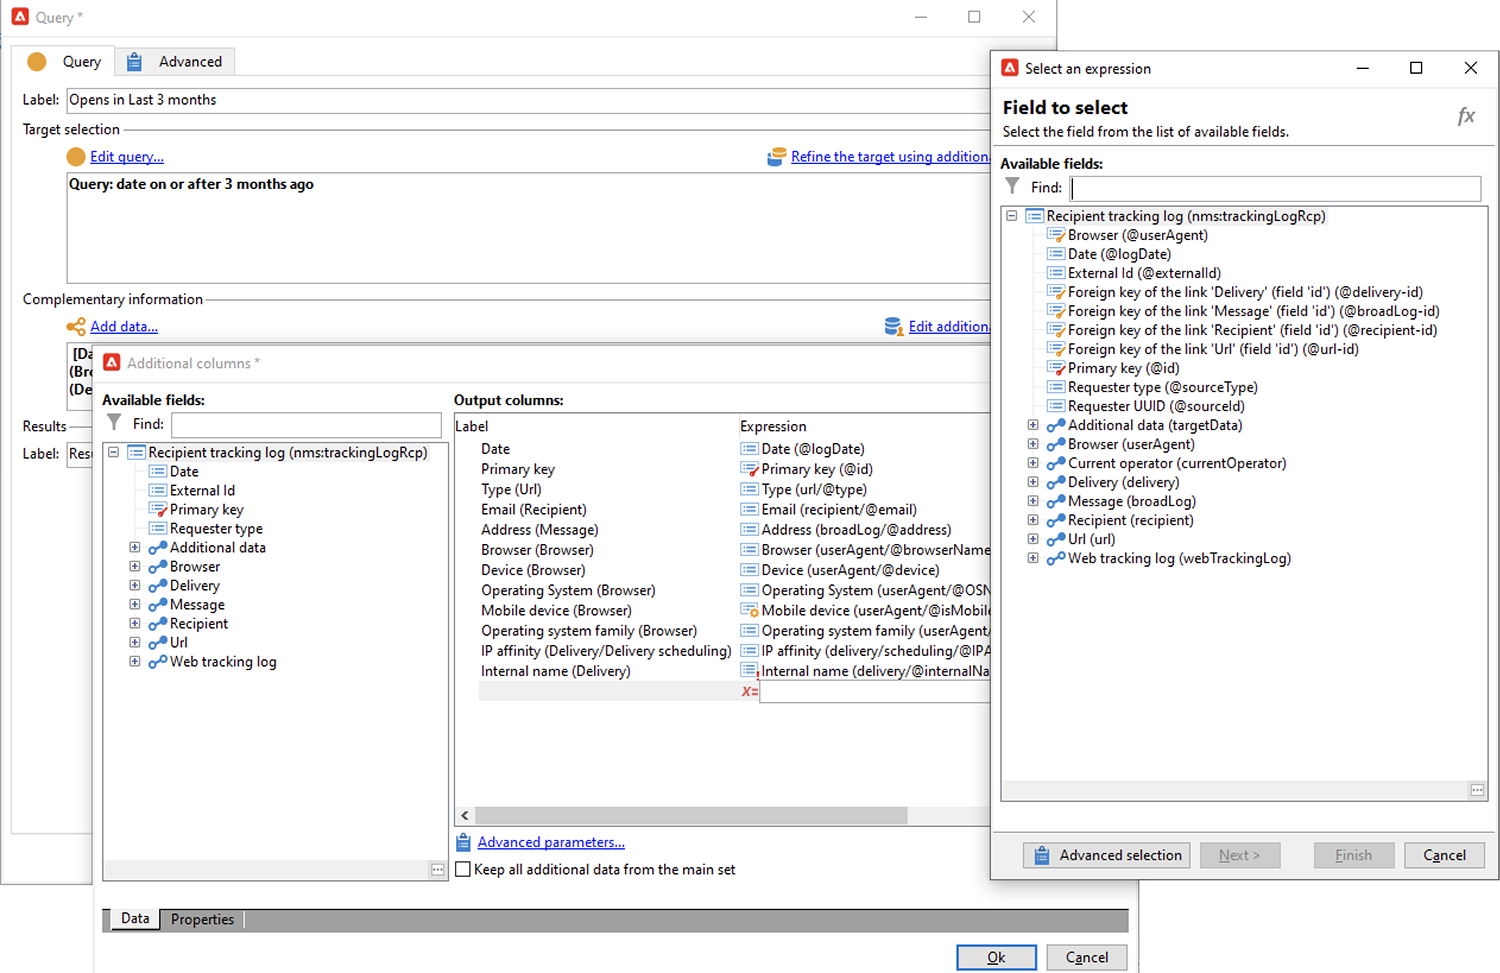 Query *
Query
Advanced
Label: Opens in Last 3 months
Target selection
Edit query...
Refine the target using additiona
Query: date on or after 3 months ago
Complementary information
Add data...
Edit additiona
[Da
(Bro
(De
Results
Label: Resu
Additional columns *
Available fields:
Find:
Recipient tracking log (nms:trackingLogRcp)
Date
External Id
Primary key
Requester type
Additional data
Browser
Delivery
Message
Recipient
Url
Web tracking log
Output columns:
Label Expression
Date Date (@logDate)
Primary key Primary key (@id)
Type (Url) Type (url/@type)
Email (Recipient) Email (recipient/@email)
Address (Message) Address (broadLog/@address)
Browser (Browser) Browser (userAgent/@browserName
Device (Browser) Device (userAgent/@device)
Operating System (Browser) Operating System (userAgent/@OSN
Mobile device (Browser) Mobile device (userAgent/@isMobile
Operating system family (Browser) Operating system family (userAgent/
IP affinity (Delivery/Delivery scheduling) IP affinity (delivery/scheduling/@IPA
Internal name (Delivery) Internal name (delivery/@internalNa
X=
Advanced parameters...
Keep all additional data from the main set
Data Properties
Ok Cancel
Select an expression
Field to select
Select the field from the list of available fields.
fx
Available fields:
Find:
Recipient tracking log (nms:trackingLogRcp)
Browser (@userAgent)
Date (@logDate)
External Id (@externalId)
Foreign key of the link 'Delivery' (field 'id') (@delivery-id)
Foreign key of the link 'Message' (field 'id') (@broadLog-id)
Foreign key of the link 'Recipient' (field 'id') (@recipient-id)
Foreign key of the link 'Url' (field 'id') (@url-id)
Primary key (@id)
Requester type (@sourceType)
Requester UUID (@sourceId)
Additional data (targetData)
Browser (userAgent)
Current operator (currentOperator)
Delivery (delivery)
Message (broadLog)
Recipient (recipient)
Url (url)
Web tracking log (webTrackingLog)
Advanced selection Next > Finish Cancel